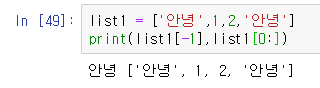 In [49]: list1 = ['안녕',1,2,'안녕']
print(list1[-1],list1[0:])
안녕 ['안녕', 1, 2, '안녕']